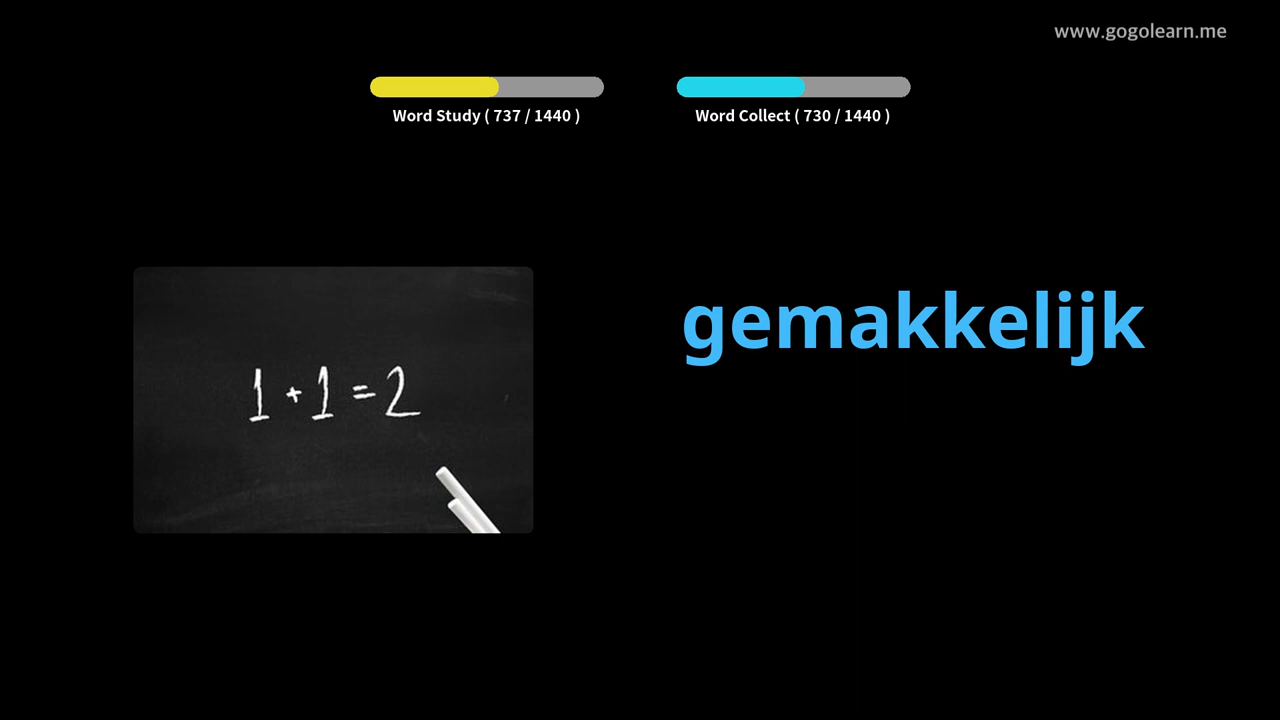 www.gogolearn.me
Word Study ( 737 / 1440 )
Word Collect ( 730 / 1440 )
gemakkelijk
1 + 1 = 2